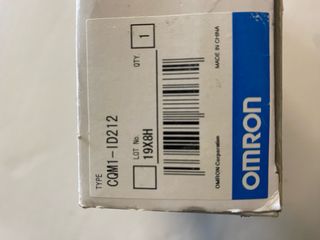 TYPE CQM1-ID212
LOT No. 19X8H
QTY 1
OMRON Corporation
MADE IN CHINA
OMRON